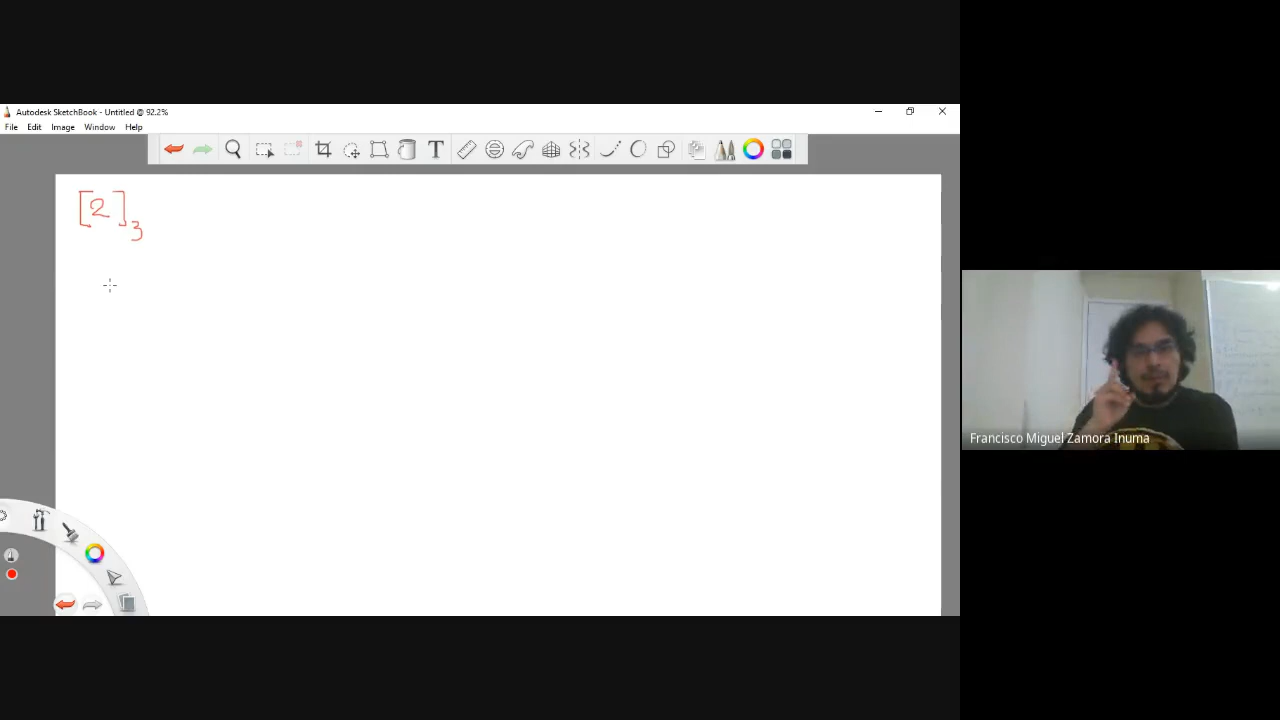 Autodesk SketchBook - Untitled @ 92.2%
File Edit Image Window Help
T
[2]3
Francisco Miguel Zamora Inuma